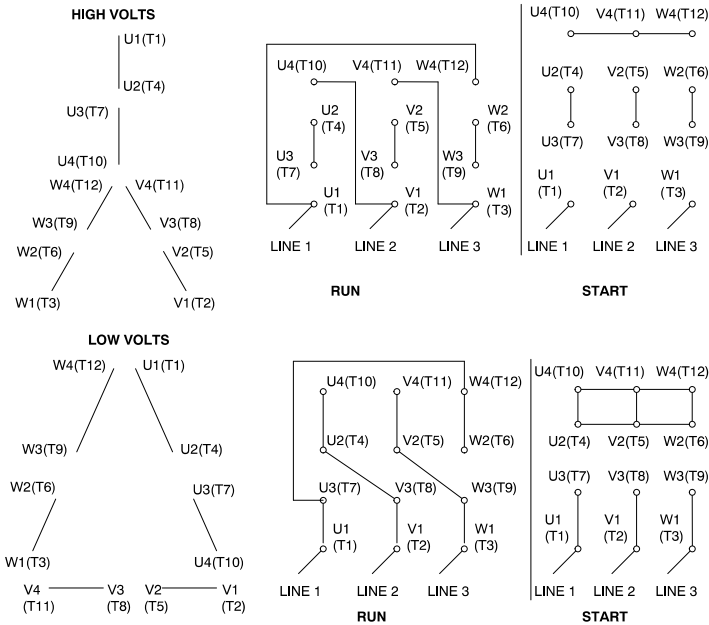 HIGH VOLTS
U1(T1)
U2(T4)
U3(T7)
U4(T10)
W4(T12) V4(T11)
W3(T9) V3(T8)
W2(T6) V2(T5)
W1(T3) V1(T2)
U4(T10) V4(T11) W4(T12)
U2 (T4) V2 (T5) W2 (T6)
U3 (T7) V3 (T8) W3 (T9)
U1 (T1) V1 (T2) W1 (T3)
LINE 1 LINE 2 LINE 3
RUN
U4(T10) V4(T11) W4(T12)
U2(T4) V2(T5) W2(T6)
U3(T7) V3(T8) W3(T9)
U1 (T1) V1 (T2) W1 (T3)
LINE 1 LINE 2 LINE 3
START
LOW VOLTS
W4(T12) U1(T1)
W3(T9) U2(T4)
W2(T6) U3(T7)
W1(T3) U4(T10)
V4 (T11) V3 (T8) V2 (T5) V1 (T2)
U4(T10) V4(T11) W4(T12)
U2(T4) V2(T5) W2(T6)
U3(T7) V3(T8) W3(T9)
U1 (T1) V1 (T2) W1 (T3)
LINE 1 LINE 2 LINE 3
RUN
U4(T10) V4(T11) W4(T12)
U2(T4) V2(T5) W2(T6)
U3(T7) V3(T8) W3(T9)
U1 (T1) V1 (T2) W1 (T3)
LINE 1 LINE 2 LINE 3
START